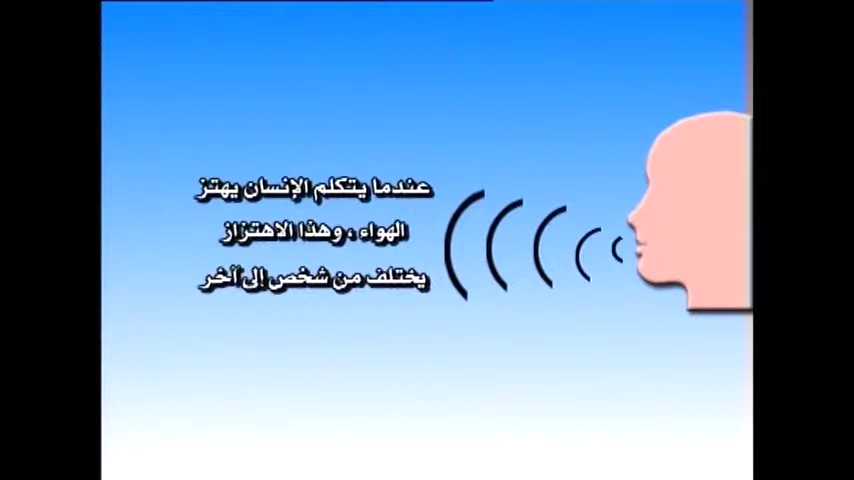 عندما يتكلم الإنسان يهتز
الهواء ، وهذا الاهتزاز
يختلف من شخص إلى آخر